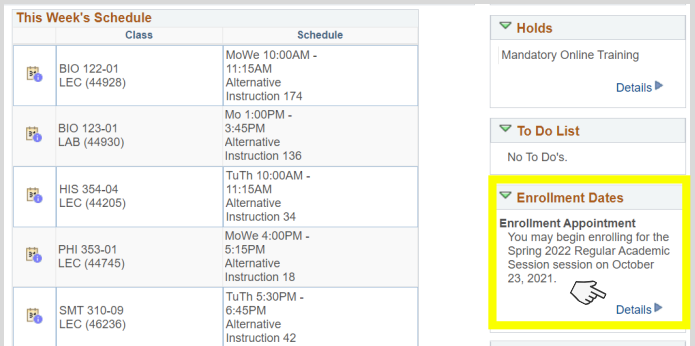 This Week's Schedule
Class Schedule
BIO 122-01
LEC (44928)
MoWe 10:00AM -
11:15AM
Alternative
Instruction 174
BIO 123-01
LAB (44930)
Mo 1:00PM -
3:45PM
Alternative
Instruction 136
HIS 354-04
LEC (44205)
TuTh 10:00AM -
11:15AM
Alternative
Instruction 34
PHI 353-01
LEC (44745)
MoWe 4:00PM -
5:15PM
Alternative
Instruction 18
SMT 310-09
LEC (46236)
TuTh 5:30PM -
6:45PM
Alternative
Instruction 42
Holds
Mandatory Online Training
Details
To Do List
No To Do's.
Enrollment Dates
Enrollment Appointment
You may begin enrolling for the
Spring 2022 Regular Academic
Session session on October
23, 2021.
Details